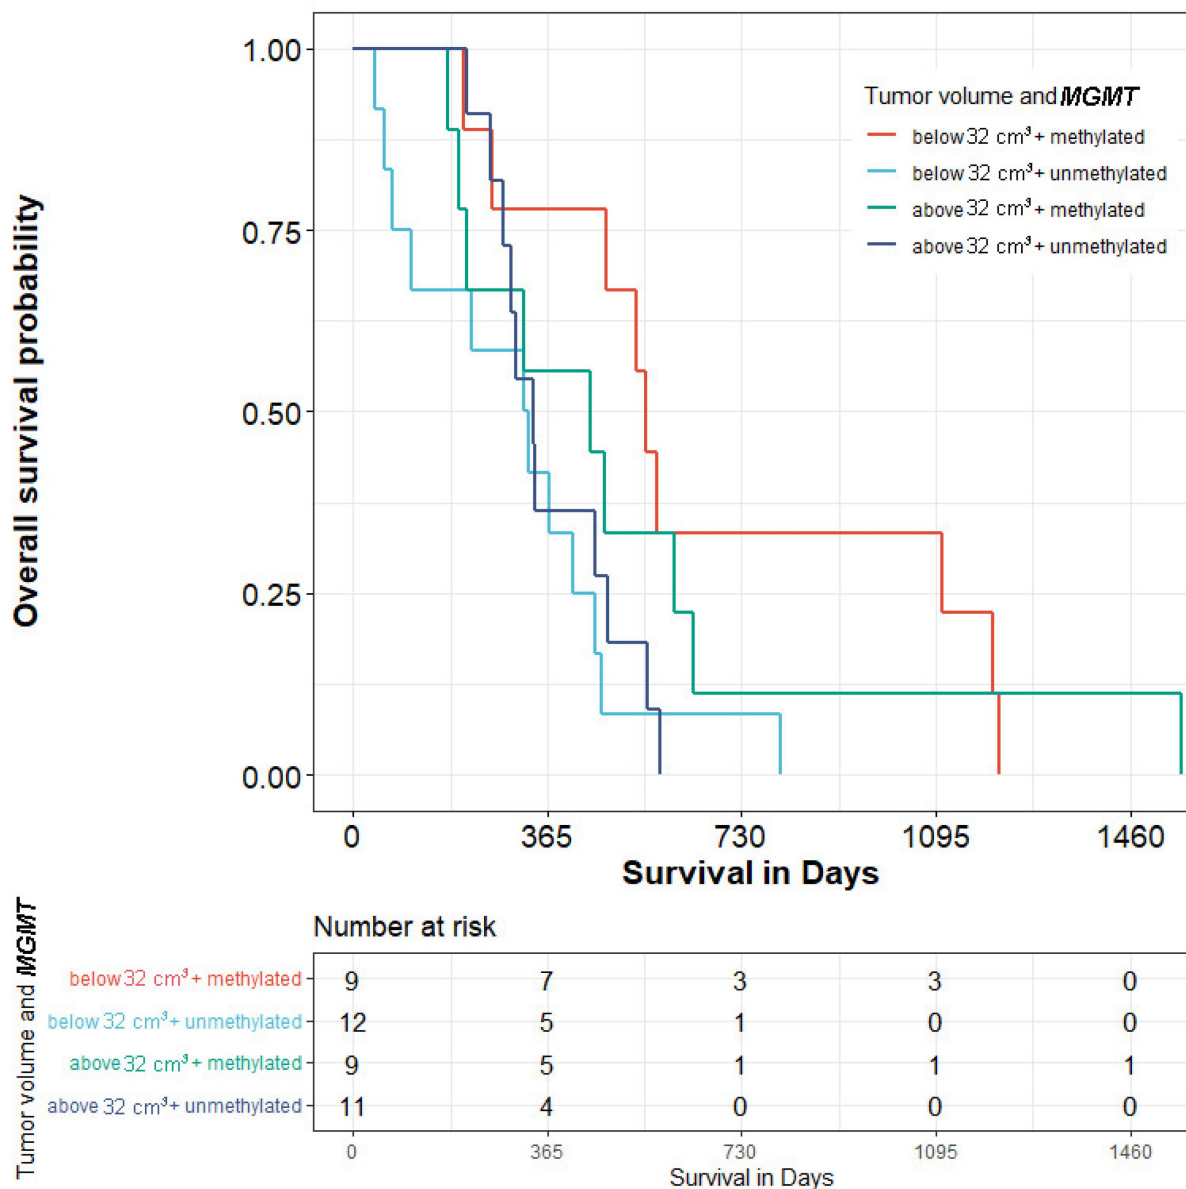 1.00
0.75
0.50
0.25
0.00
Overall survival probability
Tumor volume and MGMT
below 32 cm³ + methylated
below 32 cm³ + unmethylated
above 32 cm³ + methylated
above 32 cm³ + unmethylated
0 365 730 1095 1460
Survival in Days
Number at risk
Tumor volume and MGMT
below 32 cm³ + methylated 9 7 3 3 0
below 32 cm³ + unmethylated 12 5 1 0 0
above 32 cm³ + methylated 9 5 1 1 1
above 32 cm³ + unmethylated 11 4 0 0 0
0 365 730 1095 1460
Survival in Days